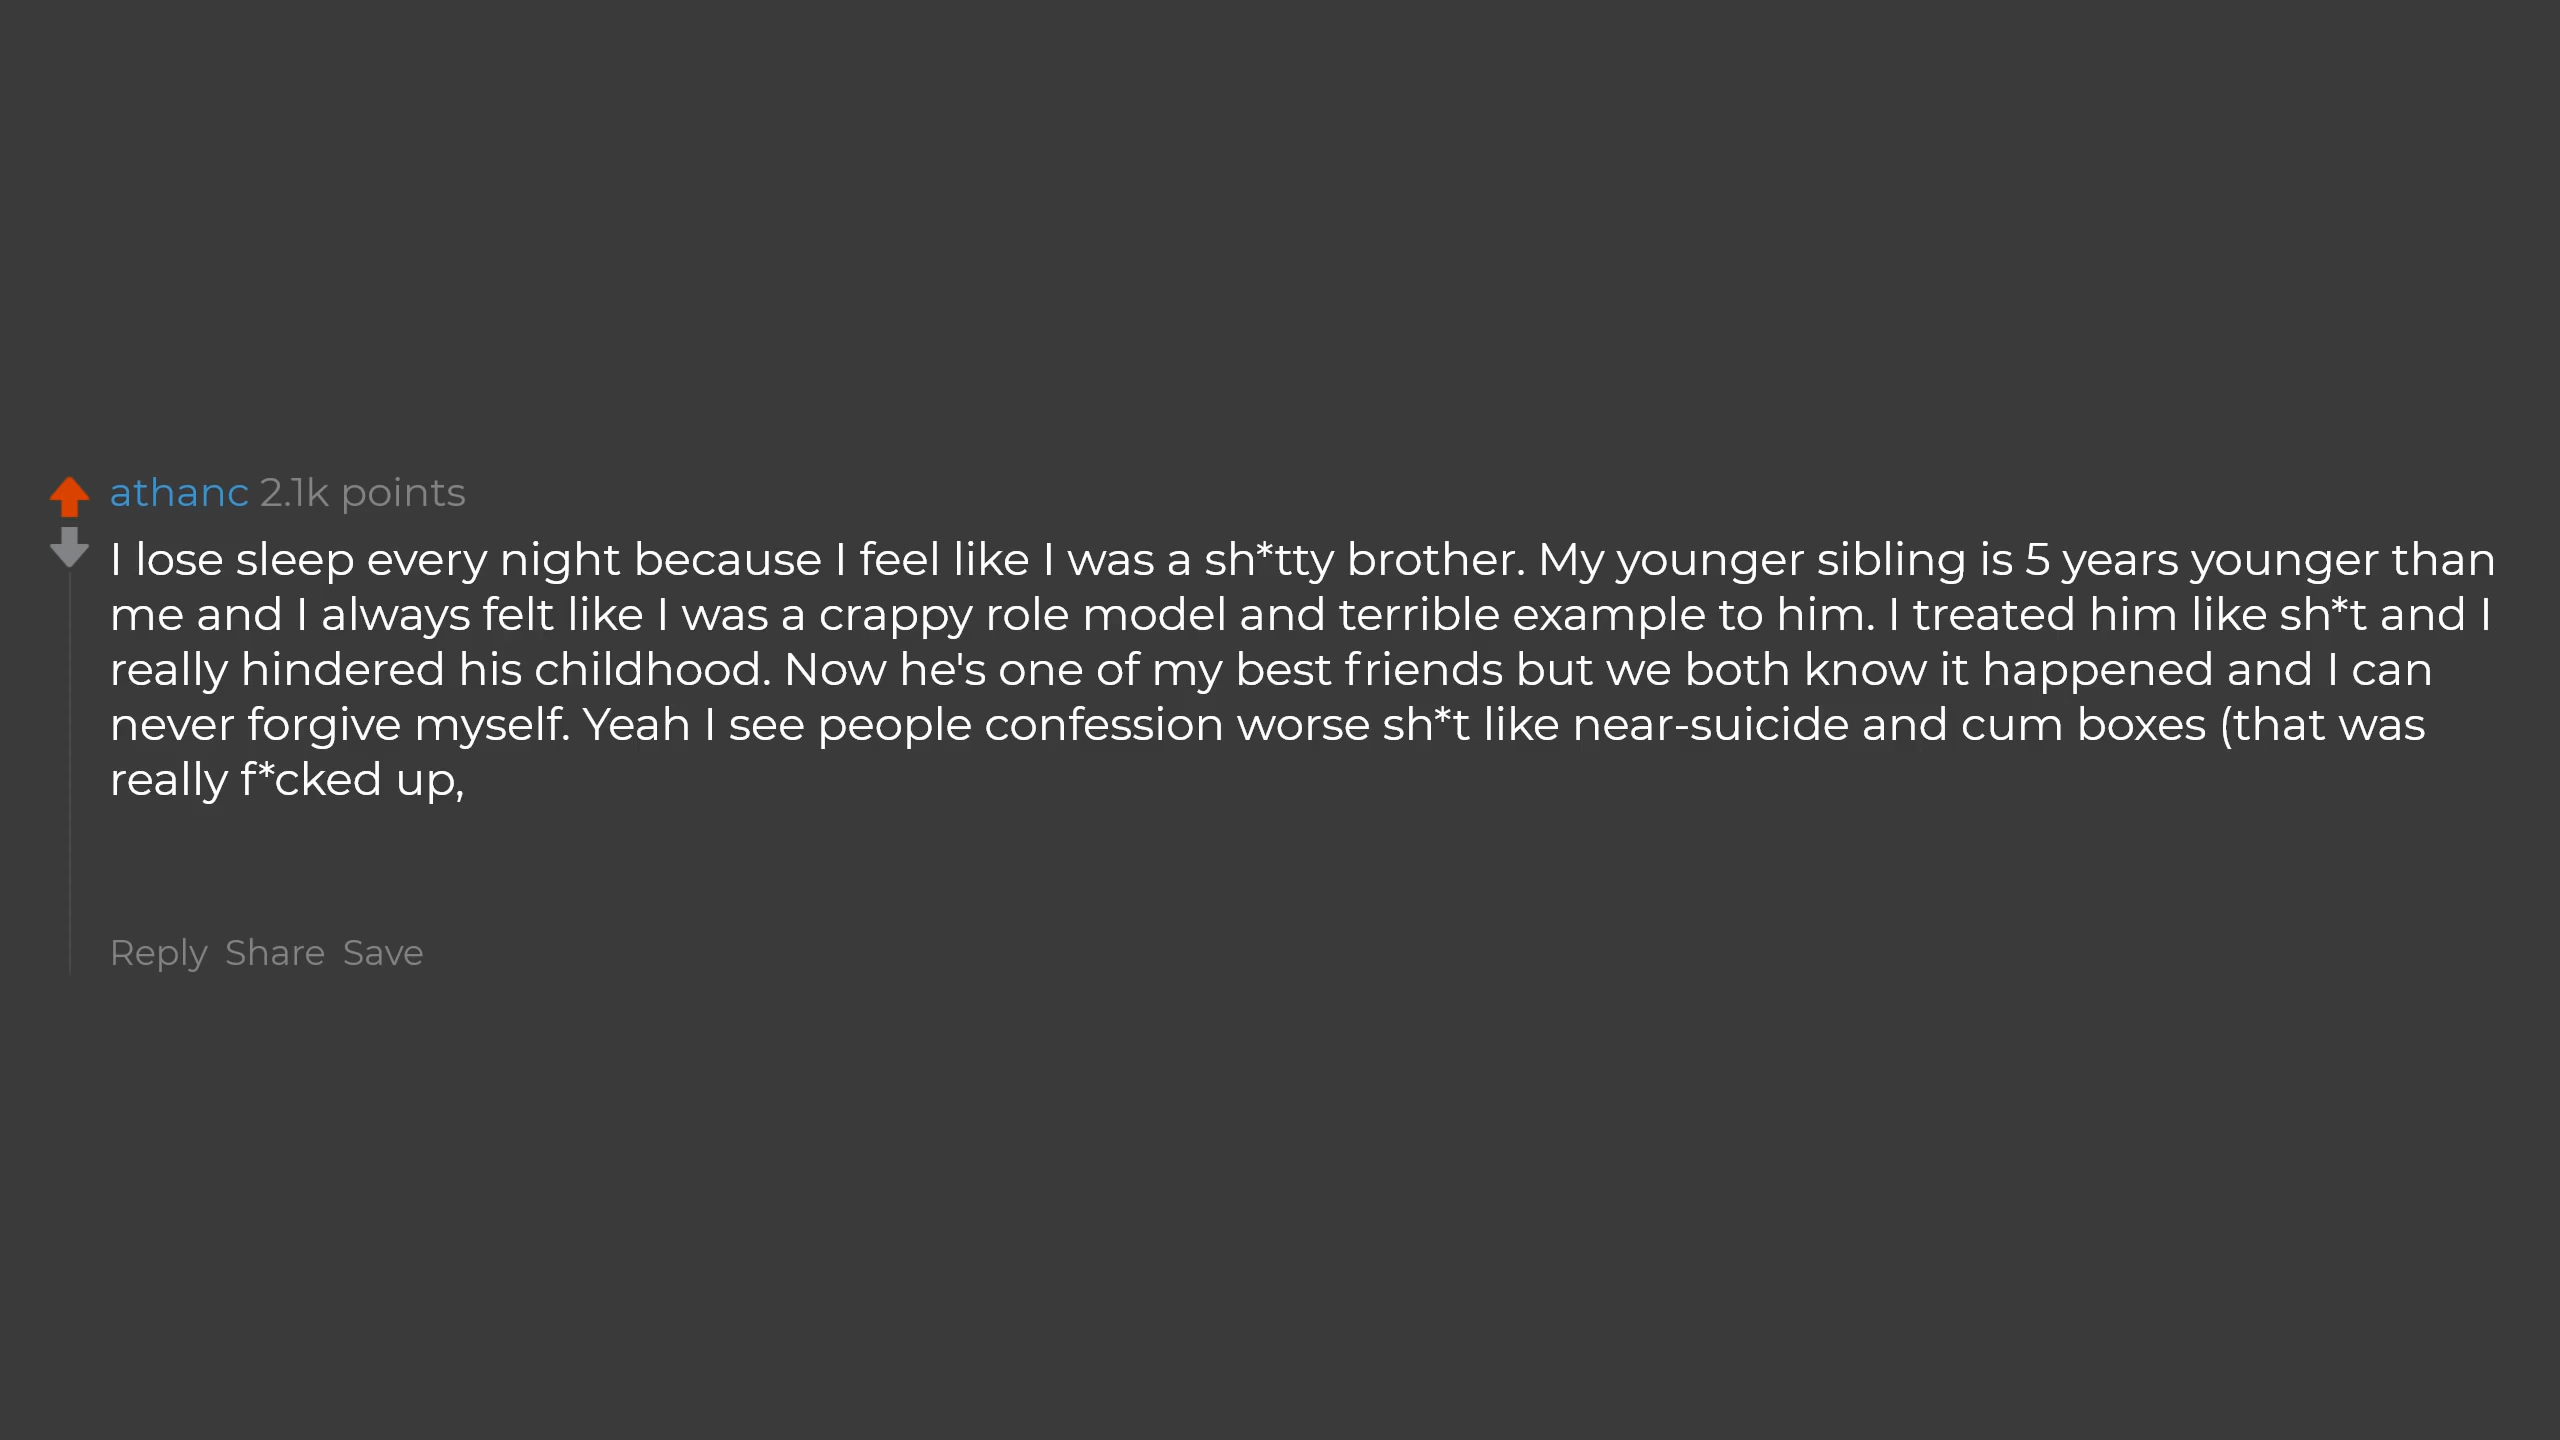 athanc 2.1k points
I lose sleep every night because I feel like I was a sh*tty brother. My younger sibling is 5 years younger than
me and I always felt like I was a crappy role model and terrible example to him. I treated him like sh*t and I
really hindered his childhood. Now he's one of my best friends but we both know it happened and I can
never forgive myself. Yeah I see people confession worse sh*t like near-suicide and cum boxes (that was
really f*cked up,
Reply Share Save